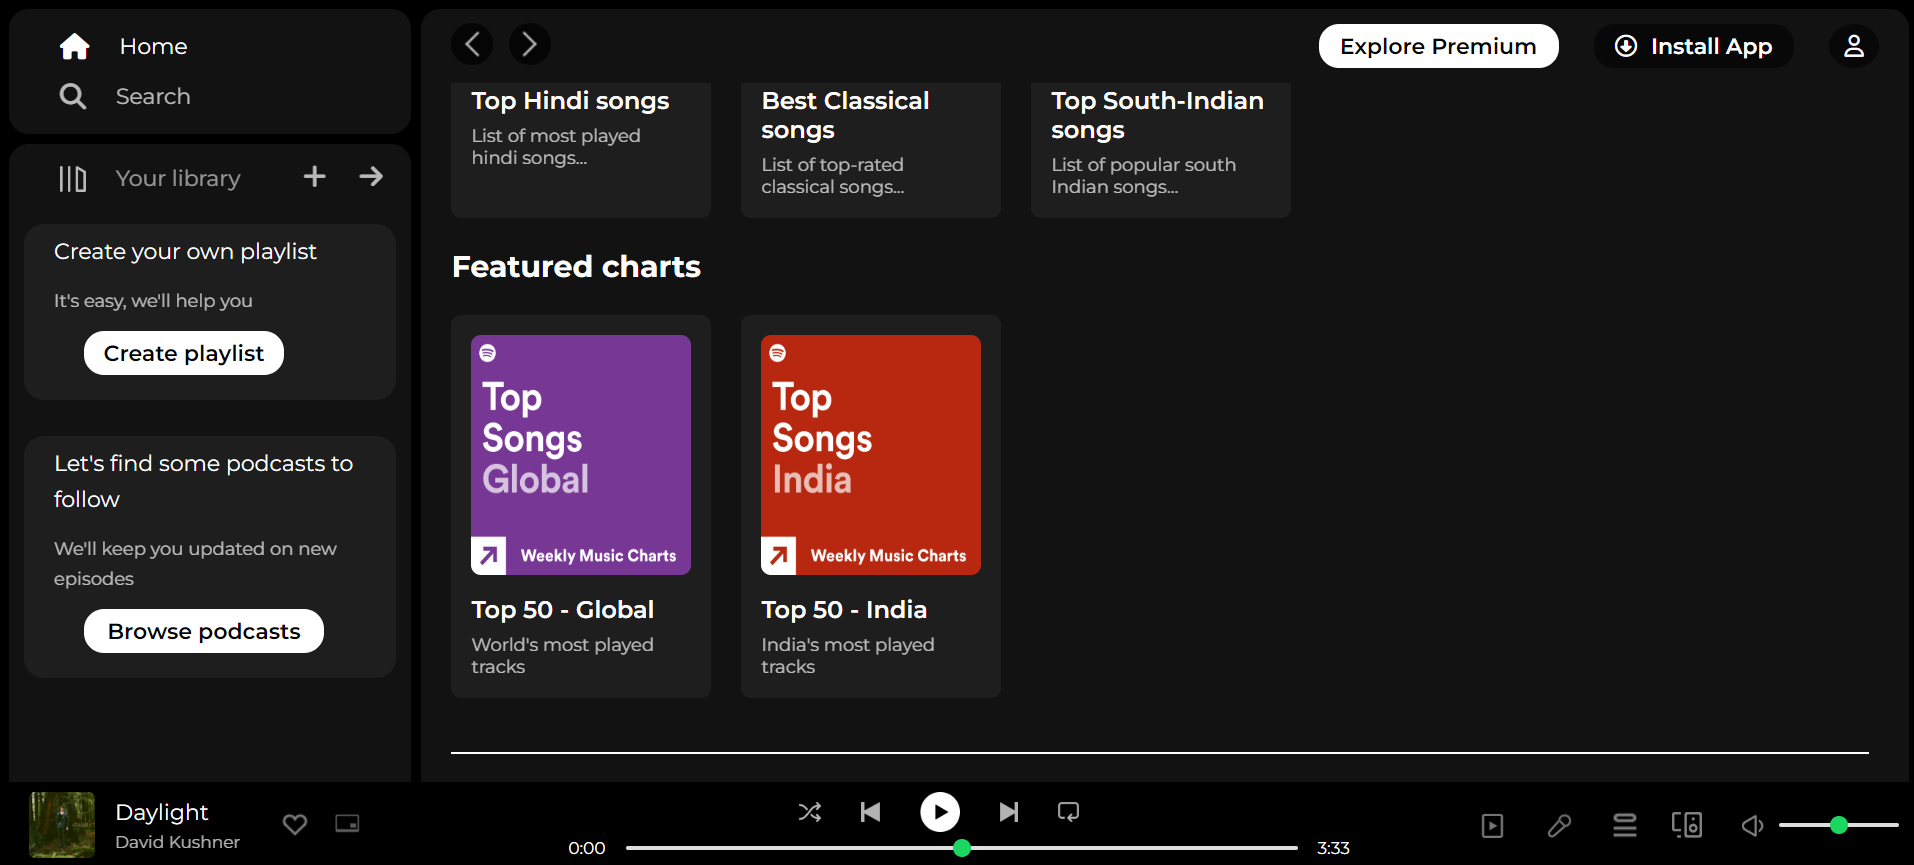 Home
Search
Your library
Create your own playlist
It's easy, we'll help you
Create playlist
Let's find some podcasts to
follow
We'll keep you updated on new
episodes
Browse podcasts
Explore Premium
Install App
Top Hindi songs
List of most played
hindi songs...
Best Classical
songs
List of top-rated
classical songs...
Top South-Indian
songs
List of popular south
Indian songs...
Featured charts
Top
Songs
Global
Weekly Music Charts
Top 50 - Global
World's most played
tracks
Top
Songs
India
Weekly Music Charts
Top 50 - India
India's most played
tracks
Daylight
David Kushner
0:00
3:33